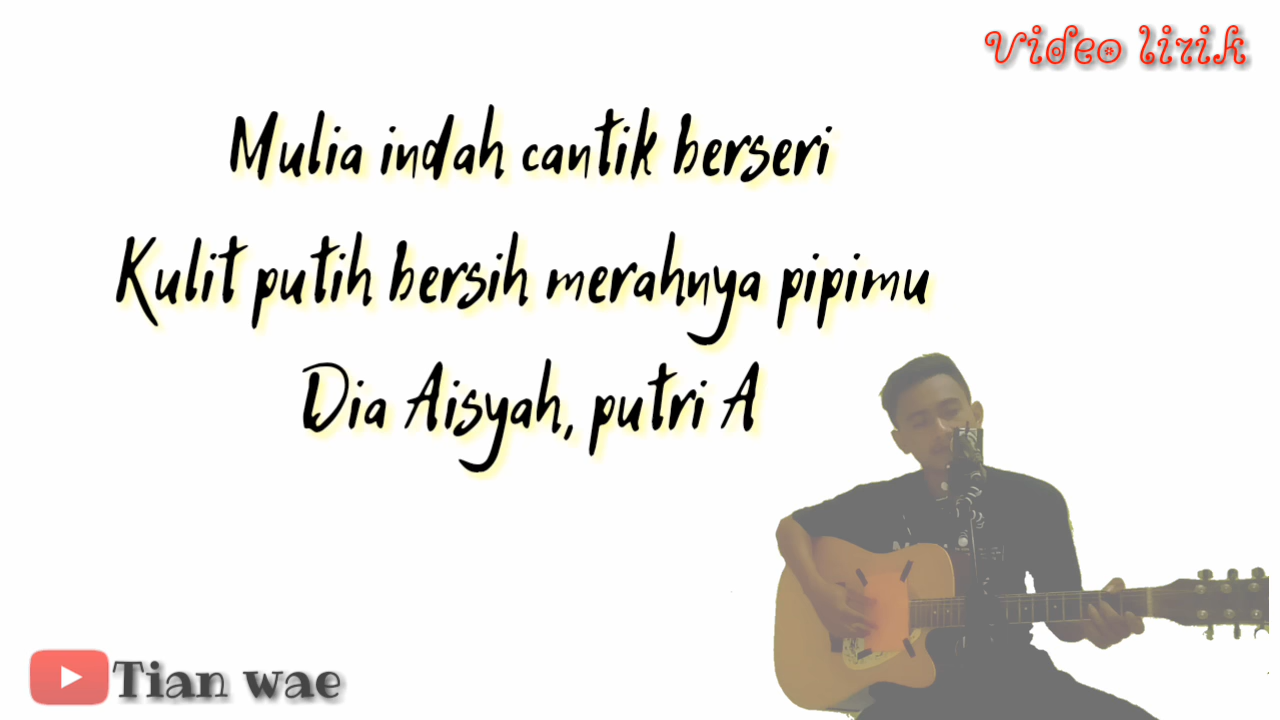 Video lirik
Mulia indah cantik berseri
Kulit putih bersih merahnya pipimu
Dia Aisyah, putri A
Tian wae